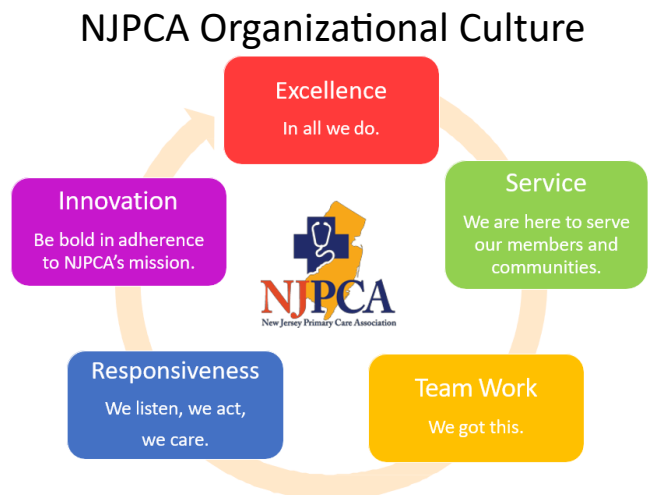 NJPCA Organizational Culture
Excellence
In all we do.
Service
We are here to serve
our members and
communities.
Team Work
We got this.
Responsiveness
We listen, we act,
we care.
Innovation
Be bold in adherence
to NJPCA’s mission.
NJPCA
New Jersey Primary Care Association